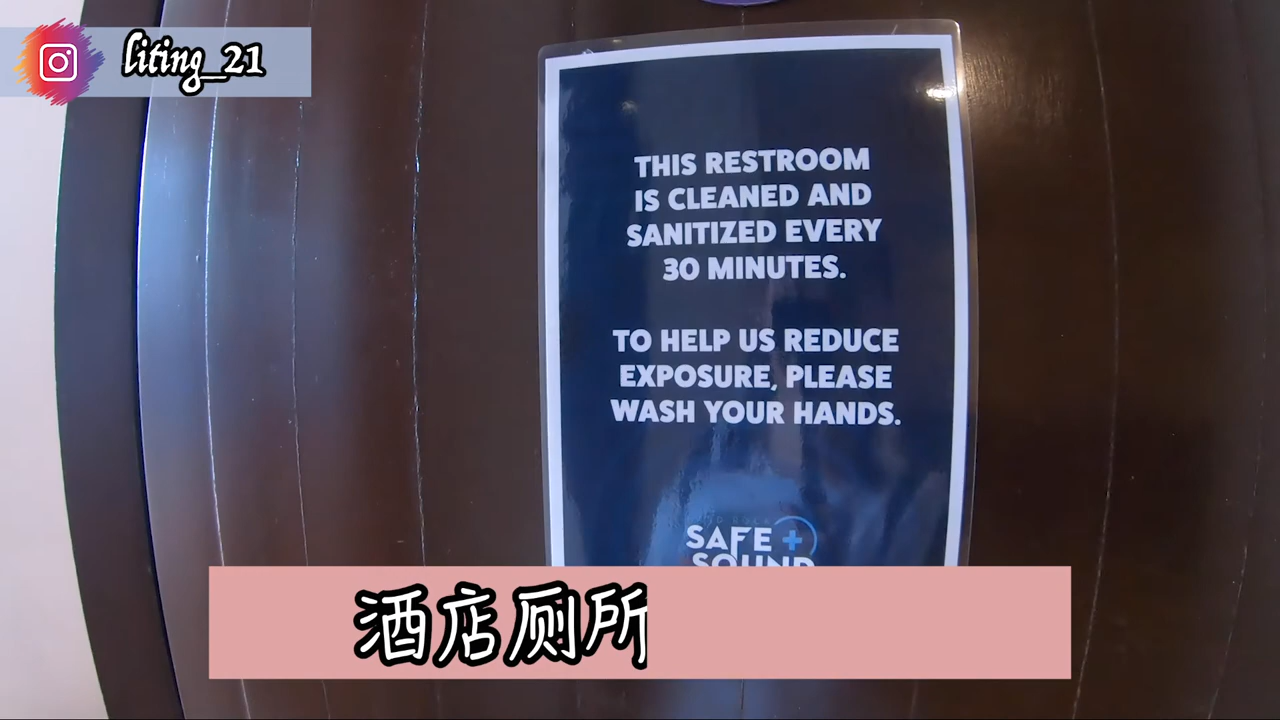 liting_21
THIS RESTROOM
IS CLEANED AND
SANITIZED EVERY
30 MINUTES.
TO HELP US REDUCE
EXPOSURE, PLEASE
WASH YOUR HANDS.
SAFE +
SOUND
酒店厕所